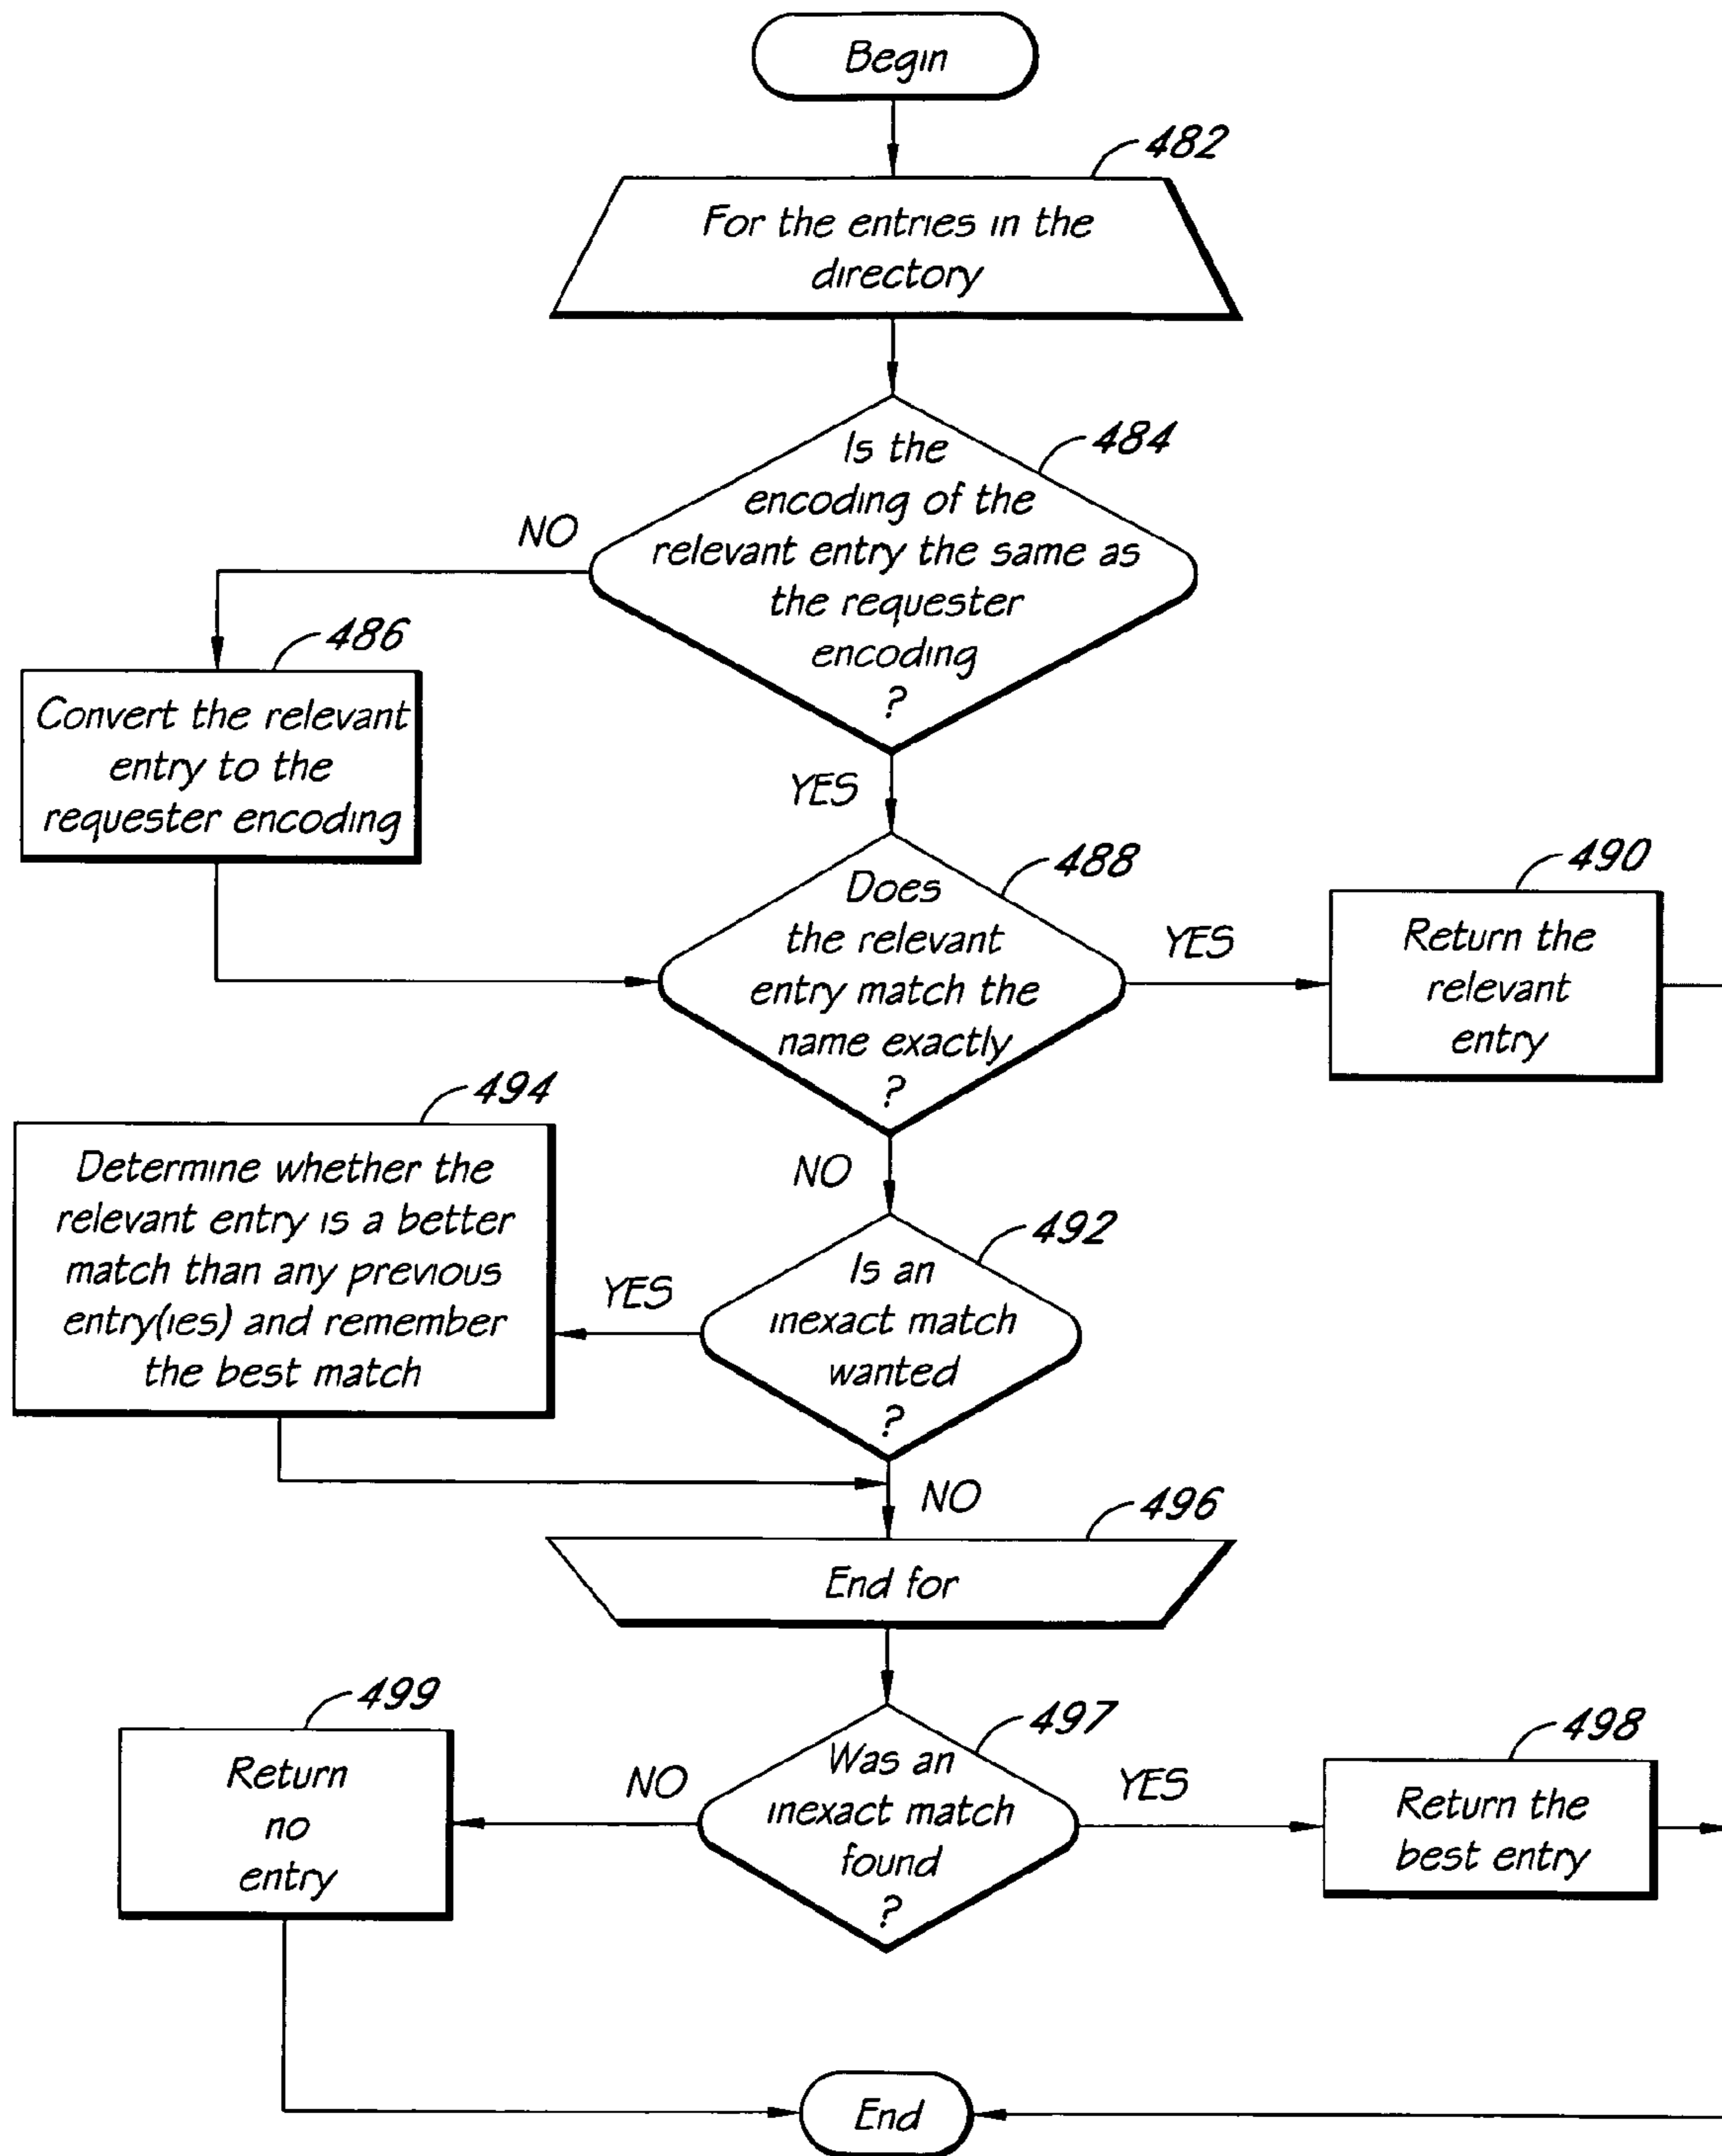 Begin
482
For the entries in the
directory
484
Is the
encoding of the
relevant entry the same as
the requester
encoding
?
NO
486
Convert the relevant
entry to the
requester encoding
YES
488
Does
the relevant
entry match the
name exactly
?
YES
490
Return the
relevant
entry
NO
494
Determine whether the
relevant entry is a better
match than any previous
entry(ies) and remember
the best match
492
Is an
inexact match
wanted
?
YES
NO
496
End for
497
Was an
inexact match
found
?
NO
499
Return
no
entry
YES
498
Return the
best entry
End